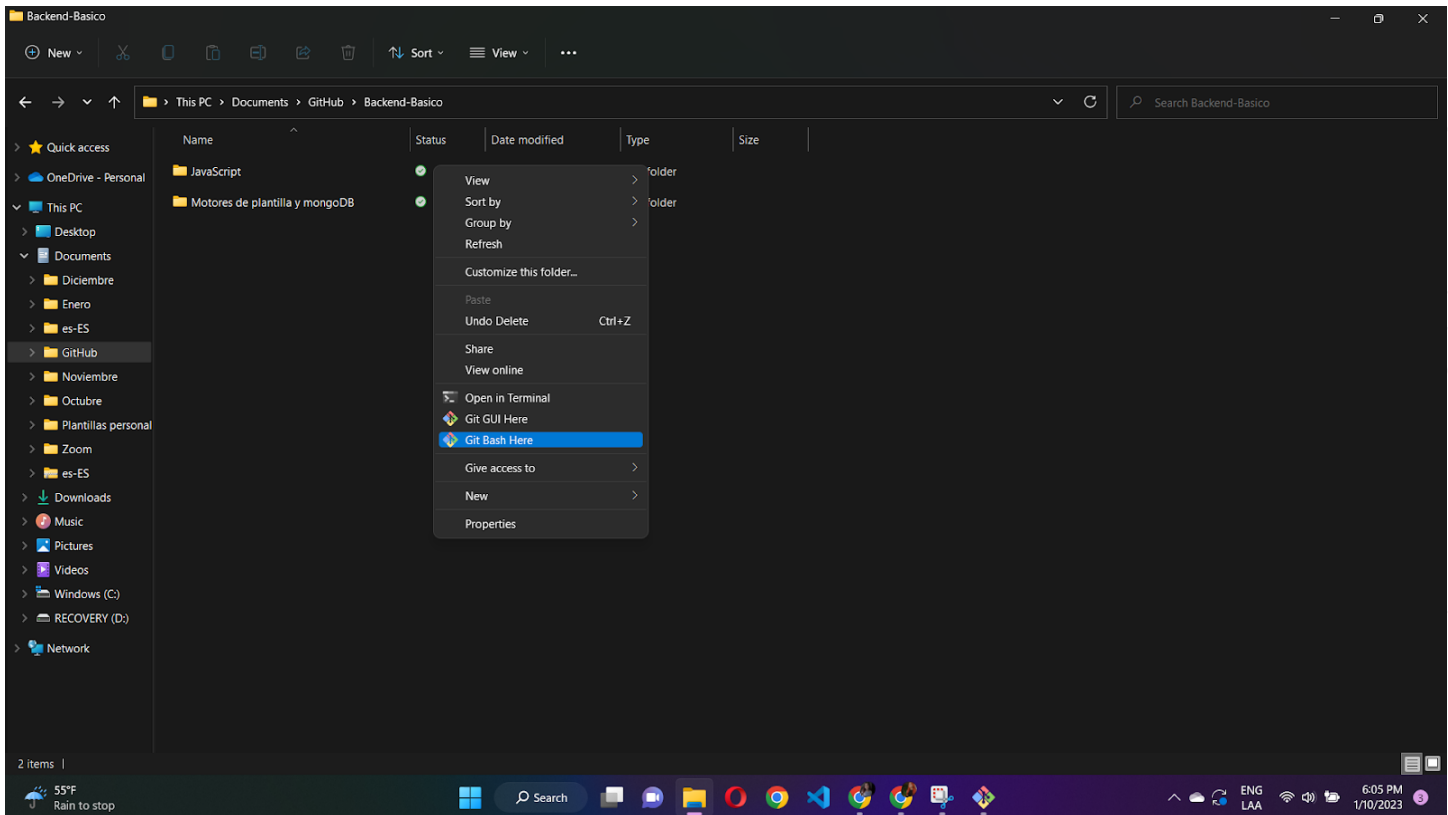 Backend-Basico
New
Sort
View
This PC > Documents > GitHub > Backend-Basico
Search Backend-Basico
Name Status Date modified Type Size
Quick access
OneDrive - Personal
This PC
Desktop
Documents
Diciembre
Enero
es-ES
GitHub
Noviembre
Octubre
Plantillas personal
Zoom
es-ES
Downloads
Music
Pictures
Videos
Windows (C:)
RECOVERY (D:)
Network
JavaScript folder
Motores de plantilla y mongoDB folder
View
Sort by
Group by
Refresh
Customize this folder...
Paste
Undo Delete Ctrl+Z
Share
View online
Open in Terminal
Git GUI Here
Git Bash Here
Give access to
New
Properties
2 items
55°F
Rain to stop
Search
ENG
LAA
6:05 PM
1/10/2023
3